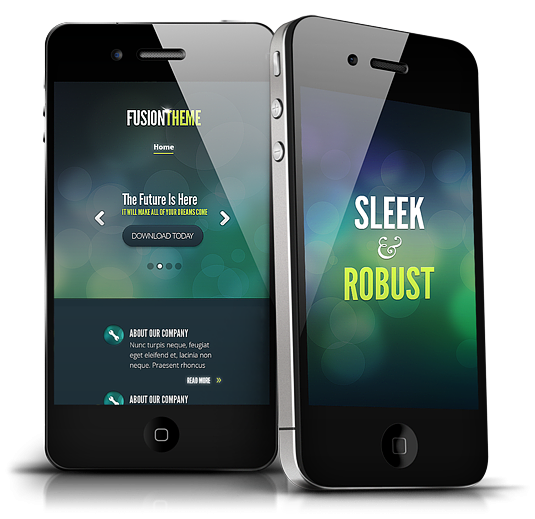 FUSIONTHEME
Home
The Future Is Here
IT WILL MAKE ALL OF YOUR DREAMS COME
DOWNLOAD TODAY
ABOUT OUR COMPANY
Nunc turpis neque, feugiat
eget eleifend et, lacinia non
neque. Praesent rhoncus
READ MORE »
ABOUT OUR COMPANY
SLEEK
&
ROBUST